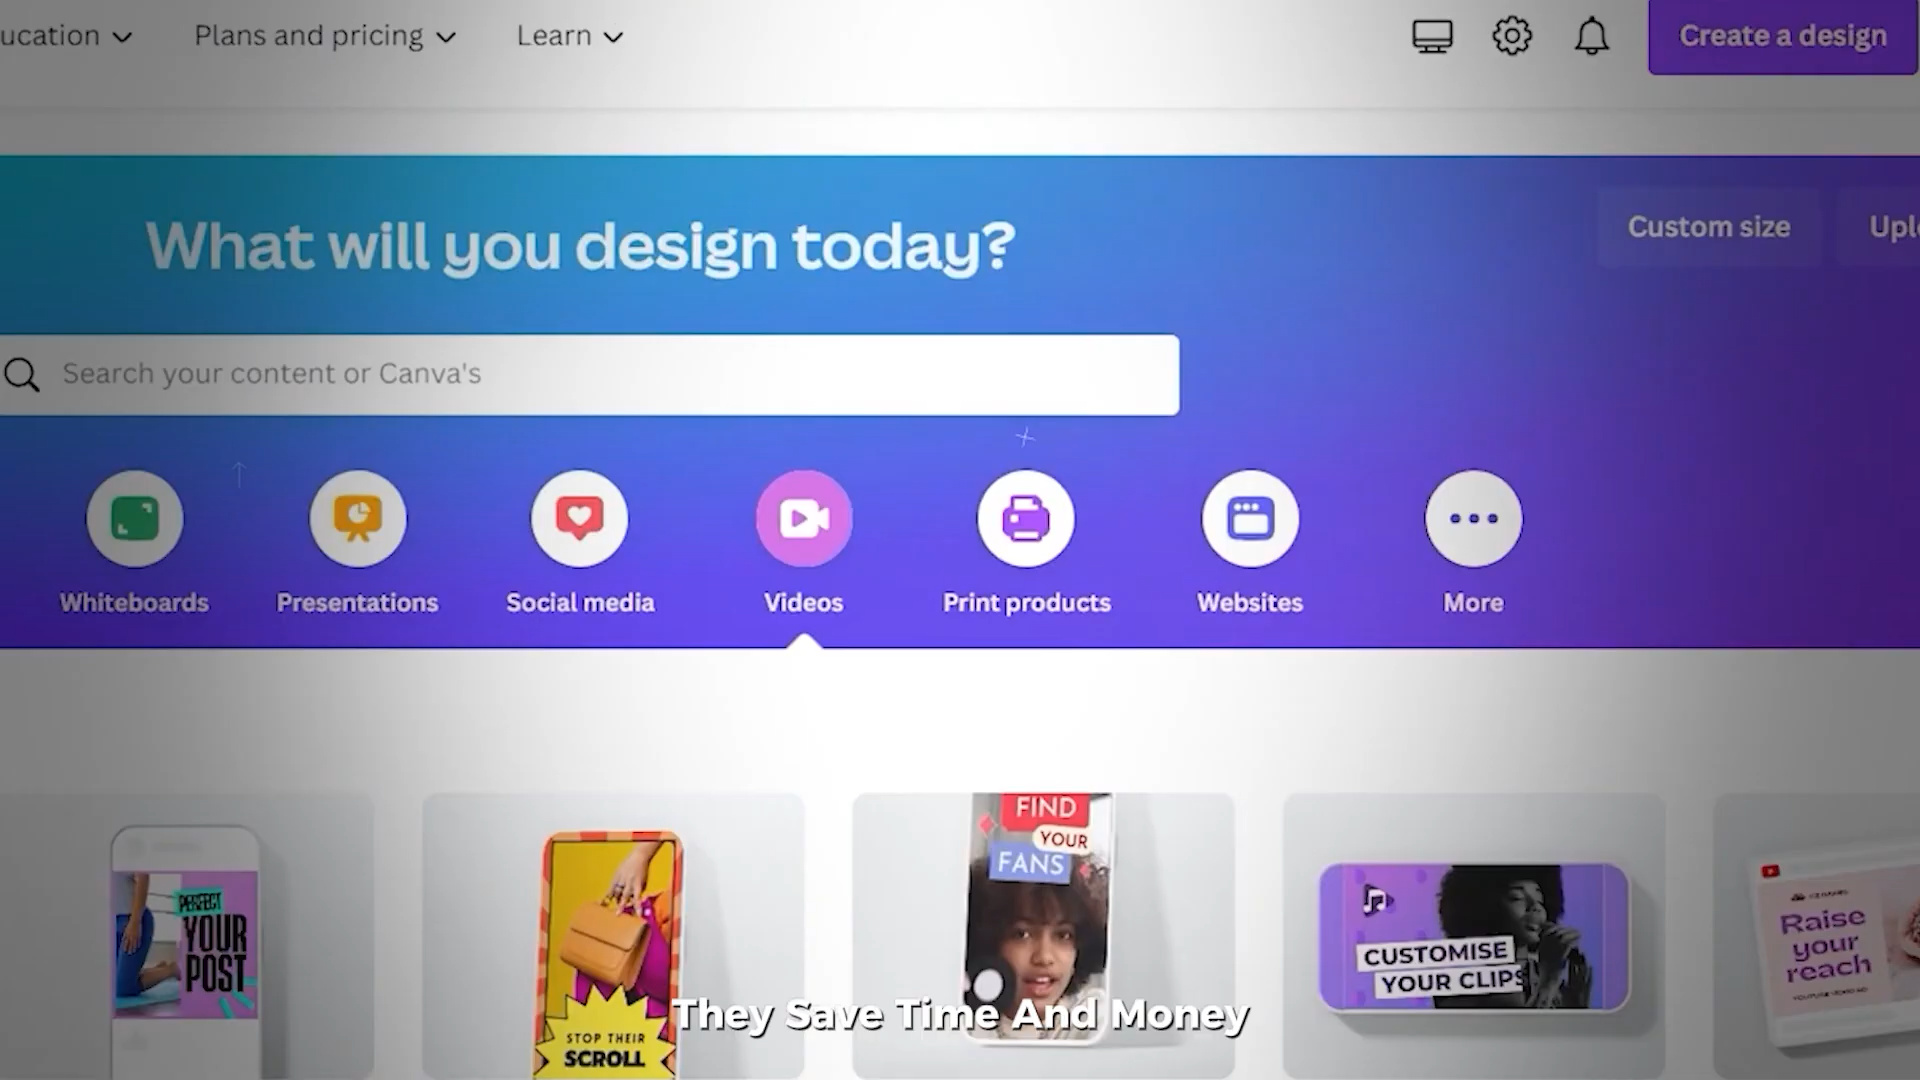 ucation
Plans and pricing
Learn
Create a design
What will you design today?
Custom size
Uplo
Search your content or Canva's
Whiteboards
Presentations
Social media
Videos
Print products
Websites
More
PERFECT
YOUR
POST
STOP THEIR
SCROLL
FIND
YOUR
FANS
CUSTOMISE
YOUR CLIPS
Raise
your
reach
They Save Time And Money